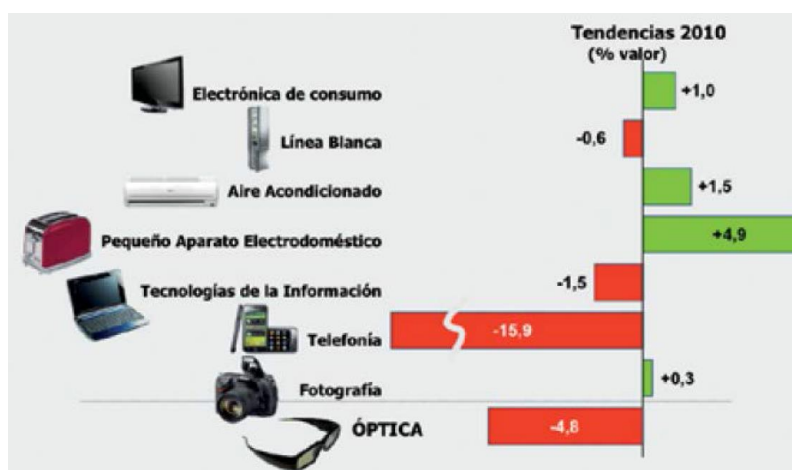 Tendencias 2010
(% valor)
Electrónica de consumo
+1,0
Línea Blanca
-0,6
Aire Acondicionado
+1,5
Pequeño Aparato Electrodoméstico
+4,9
Tecnologías de la Información
-1,5
Telefonía
-15,9
Fotografía
+0,3
ÓPTICA
-4,8